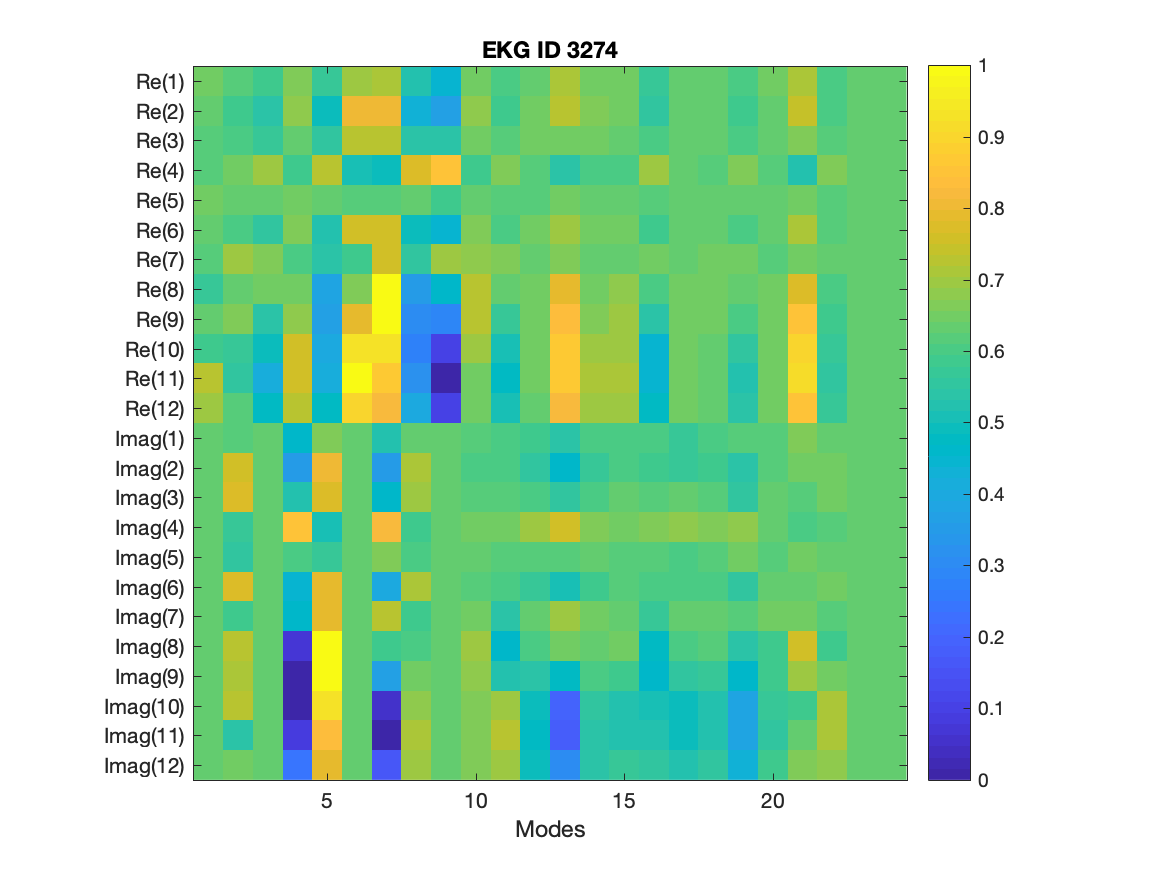 EKG ID 3274
Re(1)
Re(2)
Re(3)
Re(4)
Re(5)
Re(6)
Re(7)
Re(8)
Re(9)
Re(10)
Re(11)
Re(12)
Imag(1)
Imag(2)
Imag(3)
Imag(4)
Imag(5)
Imag(6)
Imag(7)
Imag(8)
Imag(9)
Imag(10)
Imag(11)
Imag(12)
5 10 15 20
Modes
1
0.9
0.8
0.7
0.6
0.5
0.4
0.3
0.2
0.1
0